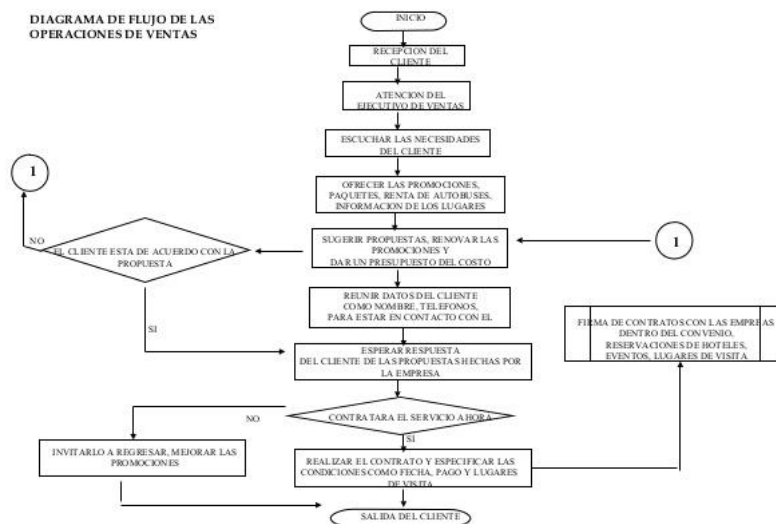 DIAGRAMA DE FLUJO DE LAS
OPERACIONES DE VENTAS
INICIO
RECEPCION DEL
CLIENTE
ATENCION DEL
EJECUTIVO DE VENTAS
ESCUCHAR LAS NECESIDADES
DEL CLIENTE
1
OFRECER LAS PROMOCIONES,
PAQUETES, RENTA DE AUTOBUSES,
INFORMACION DE LOS LUGARES
NO
EL CLIENTE ESTA DE ACUERDO CON LA
PROPUESTA
SUGERIR PROPUESTAS, RENOVAR LAS
PROMOCIONES Y
DAR UN PRESUPUESTO DEL COSTO
1
REUNIR DATOS DEL CLIENTE
COMO NOMBRE, TELEFONOS,
PARA ESTAR EN CONTACTO CON EL
SI
FIRMA DE CONTRATOS CON LAS EMPREAS
DENTRO DEL CONVENIO,
RESERVACIONES DE HOTELES,
EVENTOS, LUGARES DE VISITA
ESPERAR RESPUESTA
DEL CLIENTE DE LAS PROPUESTAS HECHAS POR
LA EMPRESA
NO
CONTRATARA EL SERVICIO AHORA
SI
INVITARLO A REGRESAR, MEJORAR LAS
PROMOCIONES
REALIZAR EL CONTRATO Y ESPECIFICAR LAS
CONDICIONES COMO FECHA, PAGO Y LUGARES
DE VISITA
SALIDA DEL CLIENTE